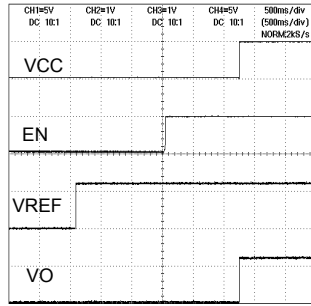 CH1=5V CH2=1V CH3=1V CH4=5V 500ms/div
DC 10:1 DC 10:1 DC 10:1 DC 10:1 (500ms/div)
NORM:2kS/s
VCC
EN
VREF
VO